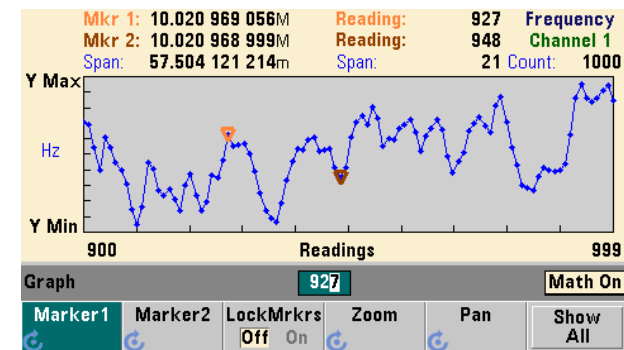 Mkr 1: 10.020 969 056M Reading: 927 Frequency
Mkr 2: 10.020 968 999M Reading: 948 Channel 1
Span: 57.504 121 214m Span: 21 Count: 1000
Y Max
Hz
Y Min
900 Readings 999
Graph 927 Math On
Marker1 Marker2 LockMrkrs Zoom Pan Show
Off On All